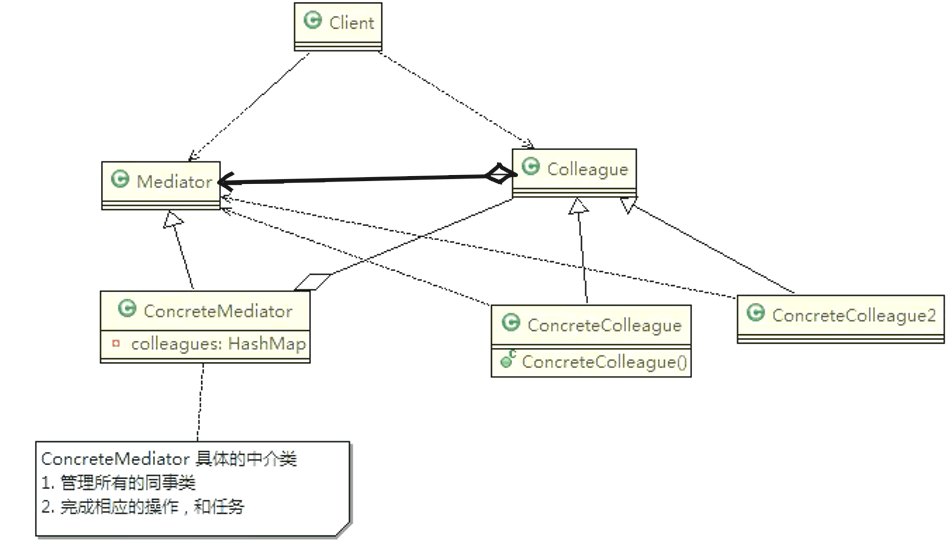 Client
Mediator
Colleague
ConcreteMediator
colleagues: HashMap
ConcreteColleague
ConcreteColleague()
ConcreteColleague2
ConcreteMediator 具体的中介类
1. 管理所有的同事类
2. 完成相应的操作，和任务